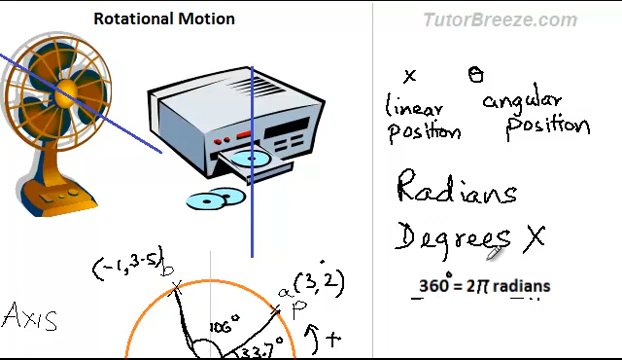 Rotational Motion
TutorBreeze.com
x θ
linear position
angular position
Radians
Degrees X
360° = 2π radians
(-1, 3.5) b
a (3, 2)
P
106°
33.7°
+
AXIS